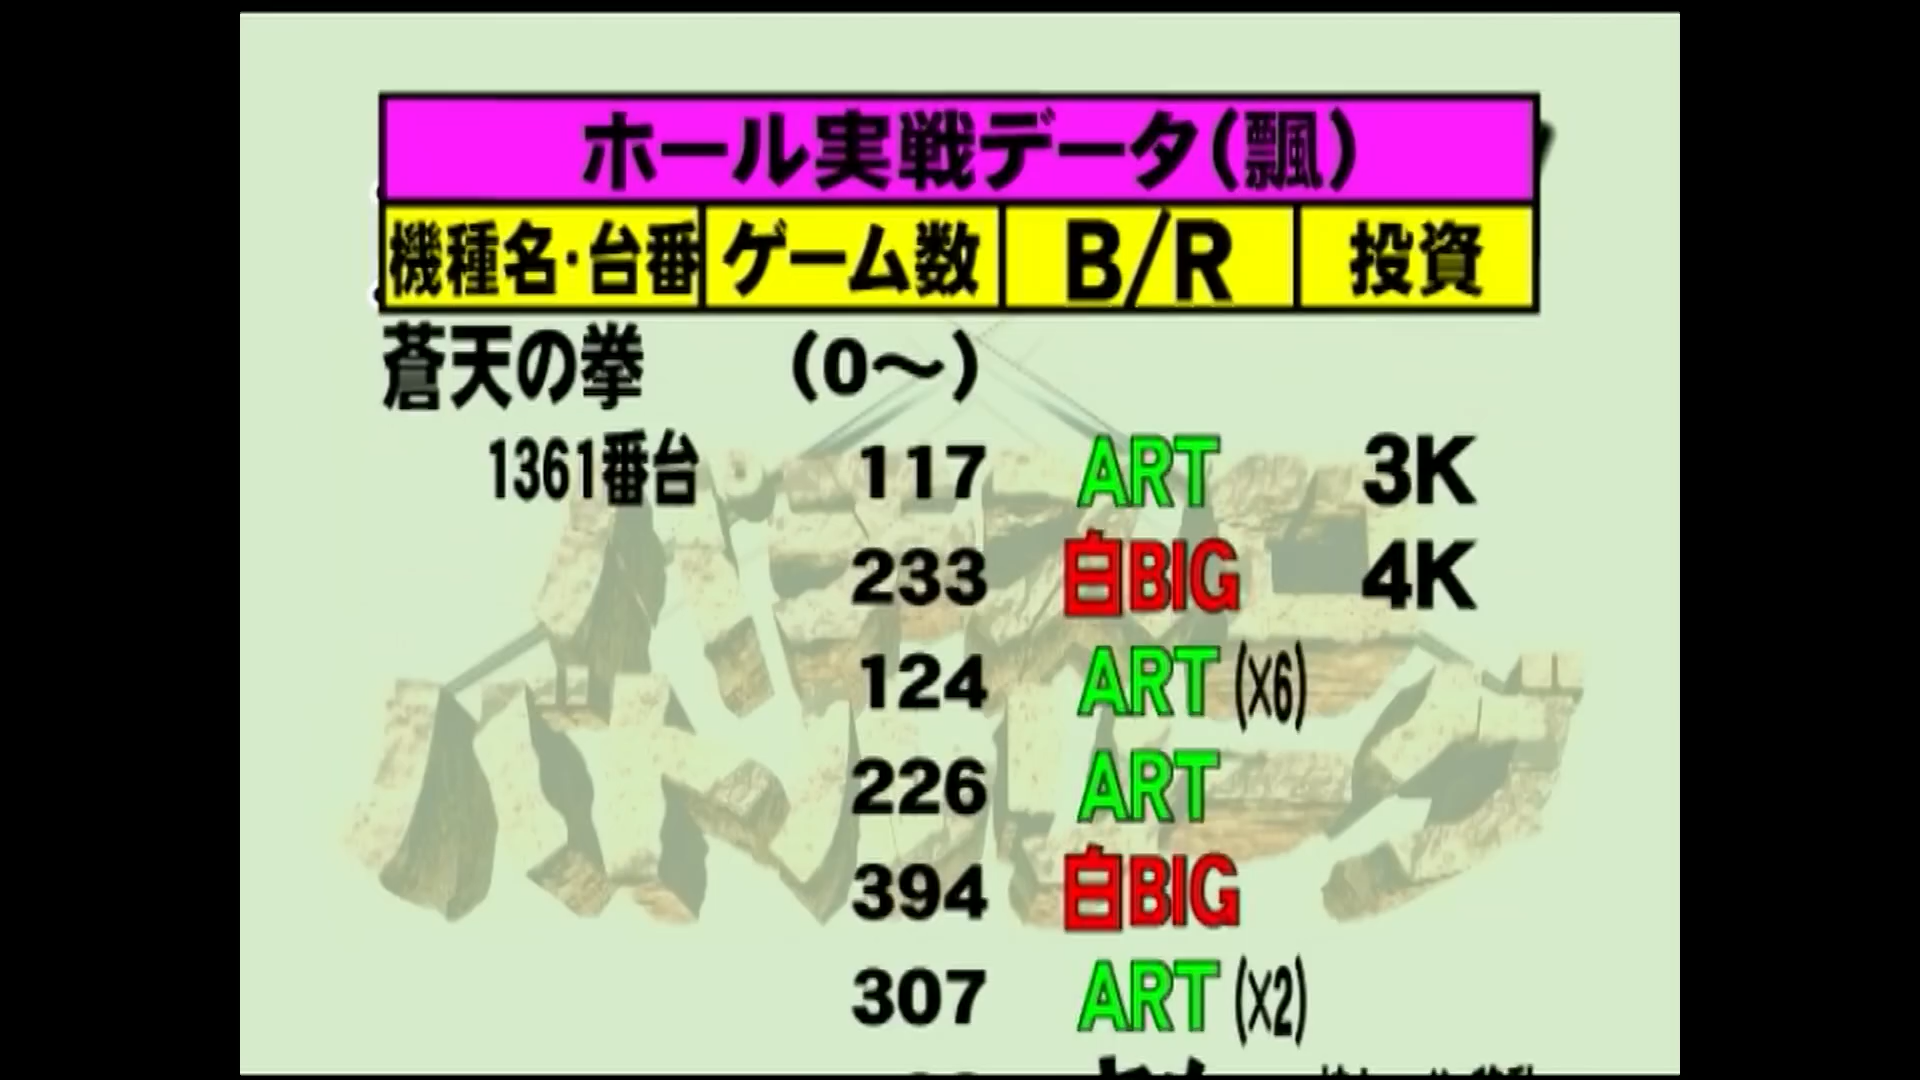 ホール実戦データ(飄)
機種名・台番 ゲーム数 B/R 投資
蒼天の拳 (0～)
1361番台 117 ART 3K
233 白BIG 4K
124 ART (×6)
226 ART
394 白BIG
307 ART (×2)